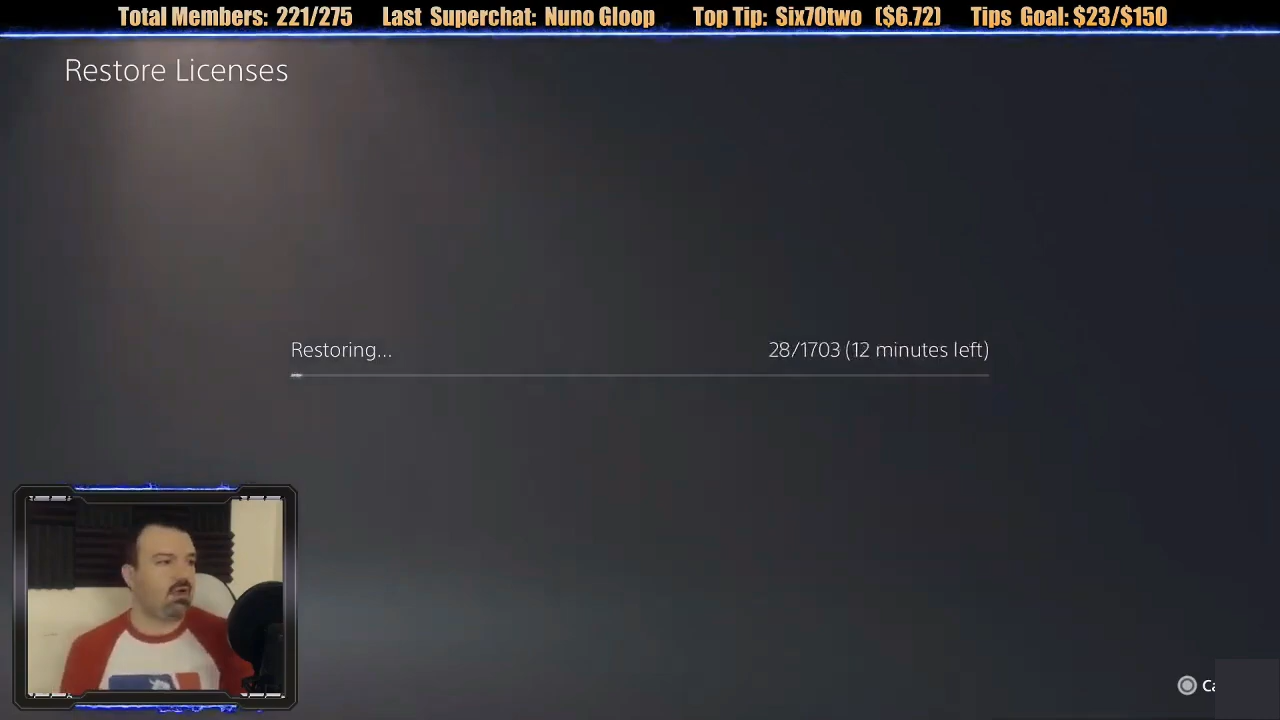 Total Members: 221/275 Last Superchat: Nuno Gloop Top Tip: Six70two ($6.72) Tips Goal: $23/$150
Restore Licenses
Restoring... 28/1703 (12 minutes left)